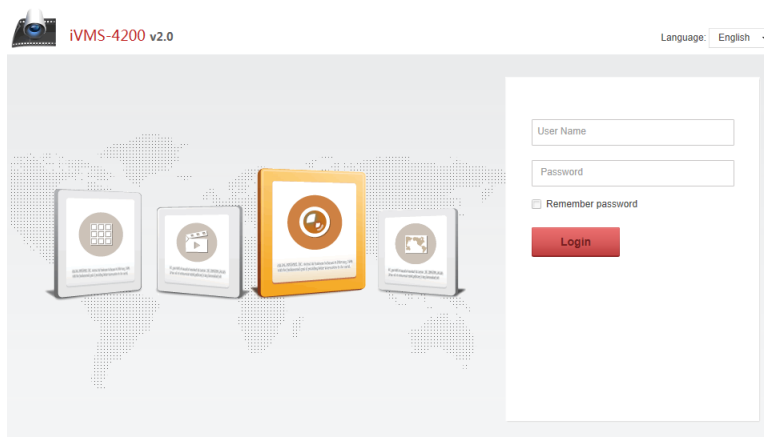 iVMS-4200 v2.0
Language: English
User Name
Password
Remember password
Login